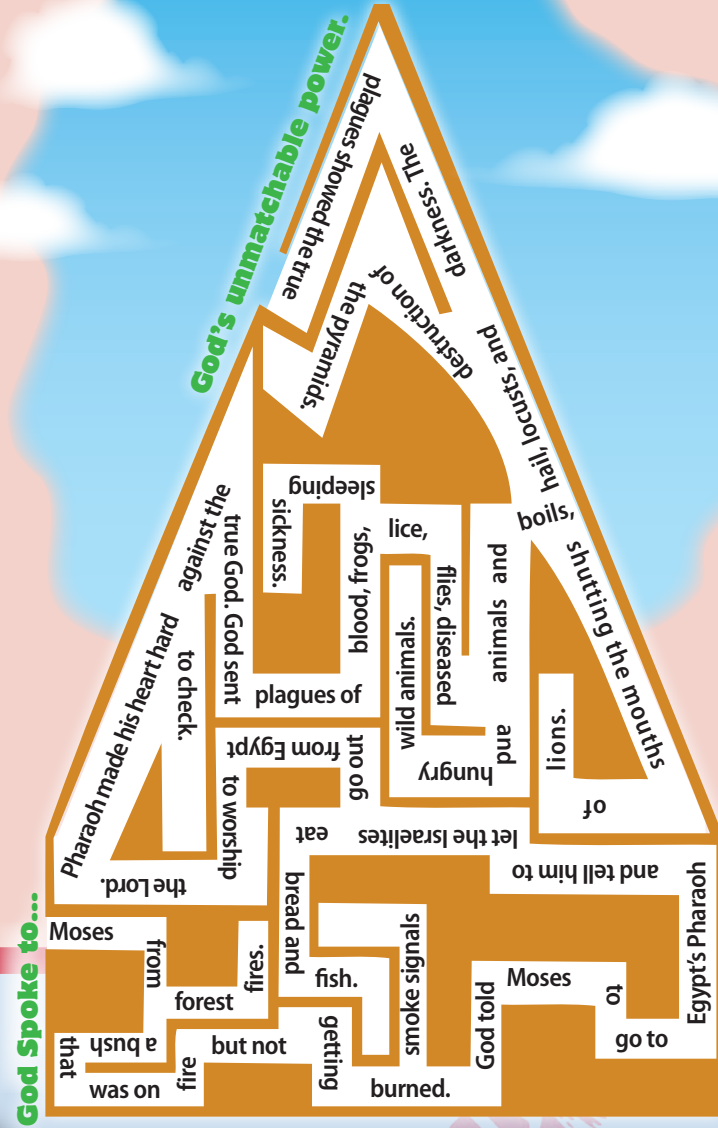 God Spoke to...
Moses
from
forest
fires.
a bush
that
was on
fire
but not
getting
burned.
smoke signals
God told
Moses
to
go to
Egypt's Pharaoh
and tell him to
let the Israelites
eat
bread and
fish.
go out
from Egypt
to worship
the Lord.
Pharaoh made his heart hard
to check.
against the
true God. God sent
plagues of
blood, frogs,
sleeping
sickness.
lice,
flies, diseased
wild animals.
hungry
and
animals and
boils,
shutting the mouths
of
lions.
hail, locusts, and
destruction of
the pyramids.
darkness. The
plagues showed the true
God's unmatchable power.